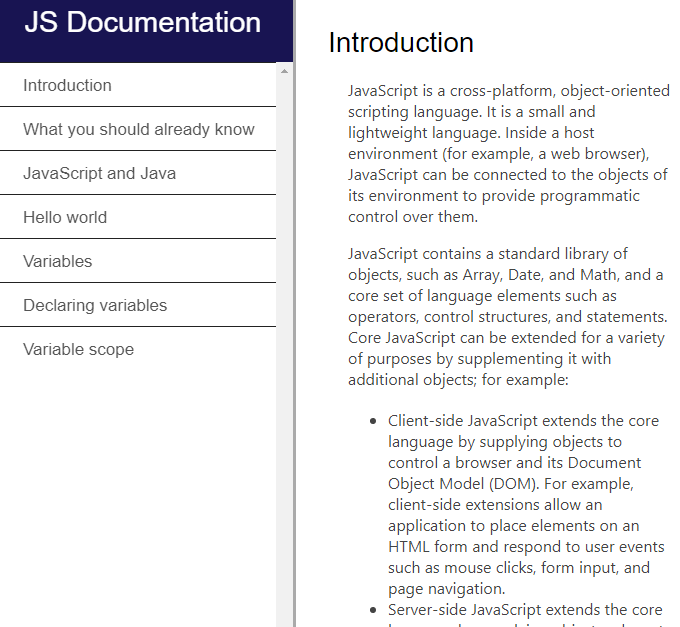 JS Documentation
Introduction
What you should already know
JavaScript and Java
Hello world
Variables
Declaring variables
Variable scope
Introduction
JavaScript is a cross-platform, object-oriented
scripting language. It is a small and
lightweight language. Inside a host
environment (for example, a web browser),
JavaScript can be connected to the objects of
its environment to provide programmatic
control over them.
JavaScript contains a standard library of
objects, such as Array, Date, and Math, and a
core set of language elements such as
operators, control structures, and statements.
Core JavaScript can be extended for a variety
of purposes by supplementing it with
additional objects; for example:
• Client-side JavaScript extends the core
language by supplying objects to
control a browser and its Document
Object Model (DOM). For example,
client-side extensions allow an
application to place elements on an
HTML form and respond to user events
such as mouse clicks, form input, and
page navigation.
• Server-side JavaScript extends the core